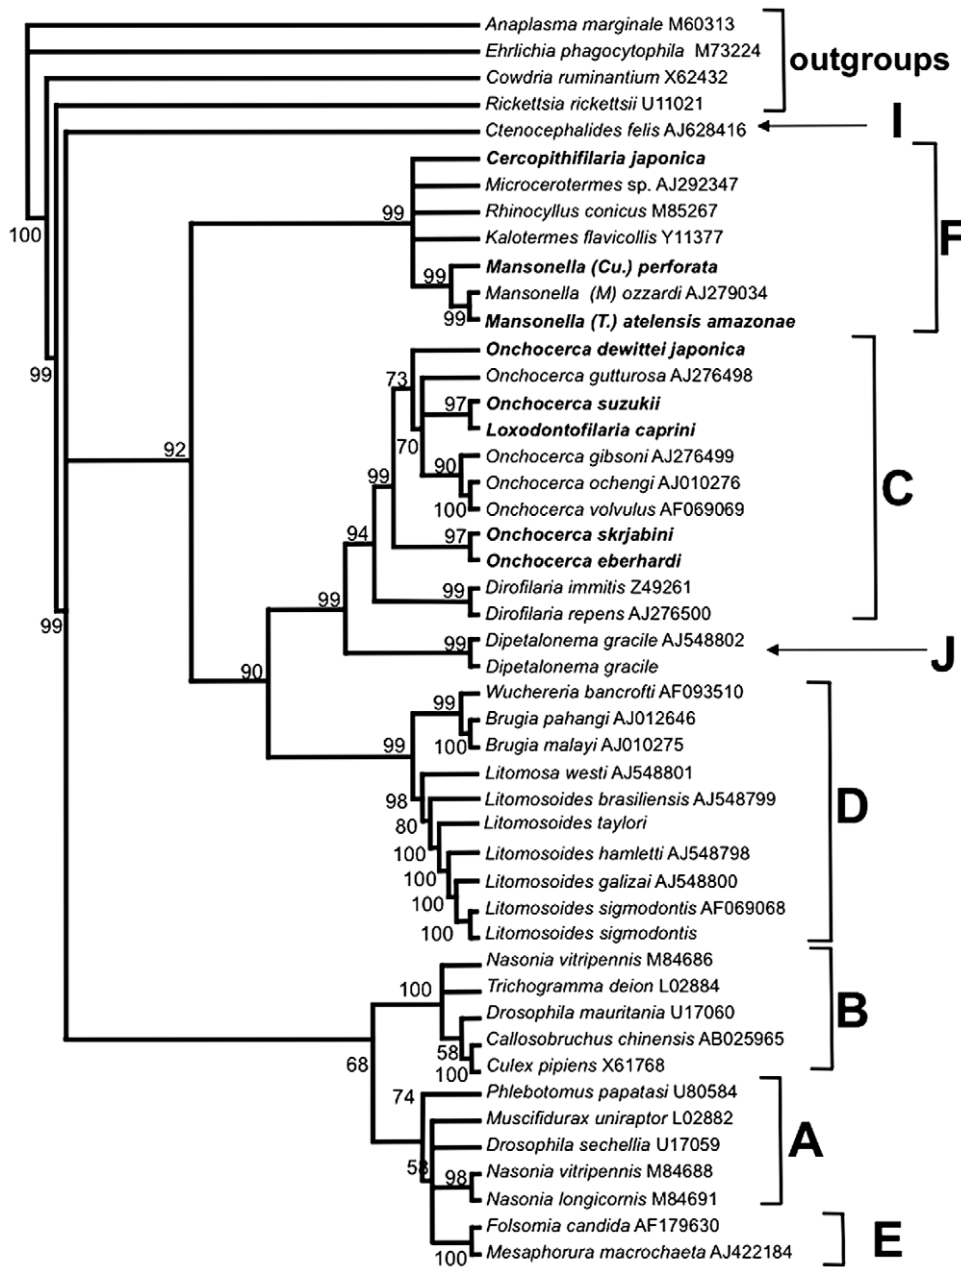 Anaplasma marginale M60313
Ehrlichia phagocytophila M73224
outgroups
Cowdria ruminantium X62432
Rickettsia rickettsii U11021
Ctenocephalides felis AJ628416
I
Cercopithifilaria japonica
Microcerotermes sp. AJ292347
99
Rhinocyllus conicus M85267
100
Kalotermes flavicollis Y11377
F
99
Mansonella (Cu.) perforata
Mansonella (M) ozzardi AJ279034
99
Mansonella (T.) atelensis amazonae
Onchocerca dewittei japonica
99
73
Onchocerca gutturosa AJ276498
97
Onchocerca suzukii
Loxodontofilaria caprini
92
70
Onchocerca gibsoni AJ276499
90
99
Onchocerca ochengi AJ010276
C
100
Onchocerca volvulus AF069069
94
97
Onchocerca skrjabini
Onchocerca eberhardi
99
99
Dirofilaria immitis Z49261
Dirofilaria repens AJ276500
99
99
Dipetalonema gracile AJ548802
J
90
Dipetalonema gracile
Wuchereria bancrofti AF093510
99
Brugia pahangi AJ012646
99
100
Brugia malayi AJ010275
Litomosa westi AJ548801
98
Litomosoides brasiliensis AJ548799
D
80
Litomosoides taylori
100
Litomosoides hamletti AJ548798
100
Litomosoides galizai AJ548800
100
Litomosoides sigmodontis AF069068
100
Litomosoides sigmodontis
Nasonia vitripennis M84686
100
Trichogramma deion L02884
B
Drosophila mauritania U17060
58
Callosobruchus chinensis AB025965
68
100
Culex pipiens X61768
74
Phlebotomus papatasi U80584
Muscifidurax uniraptor L02882
A
Drosophila sechellia U17059
58
98
Nasonia vitripennis M84688
Nasonia longicornis M84691
Folsomia candida AF179630
E
100
Mesaphorura macrochaeta AJ422184